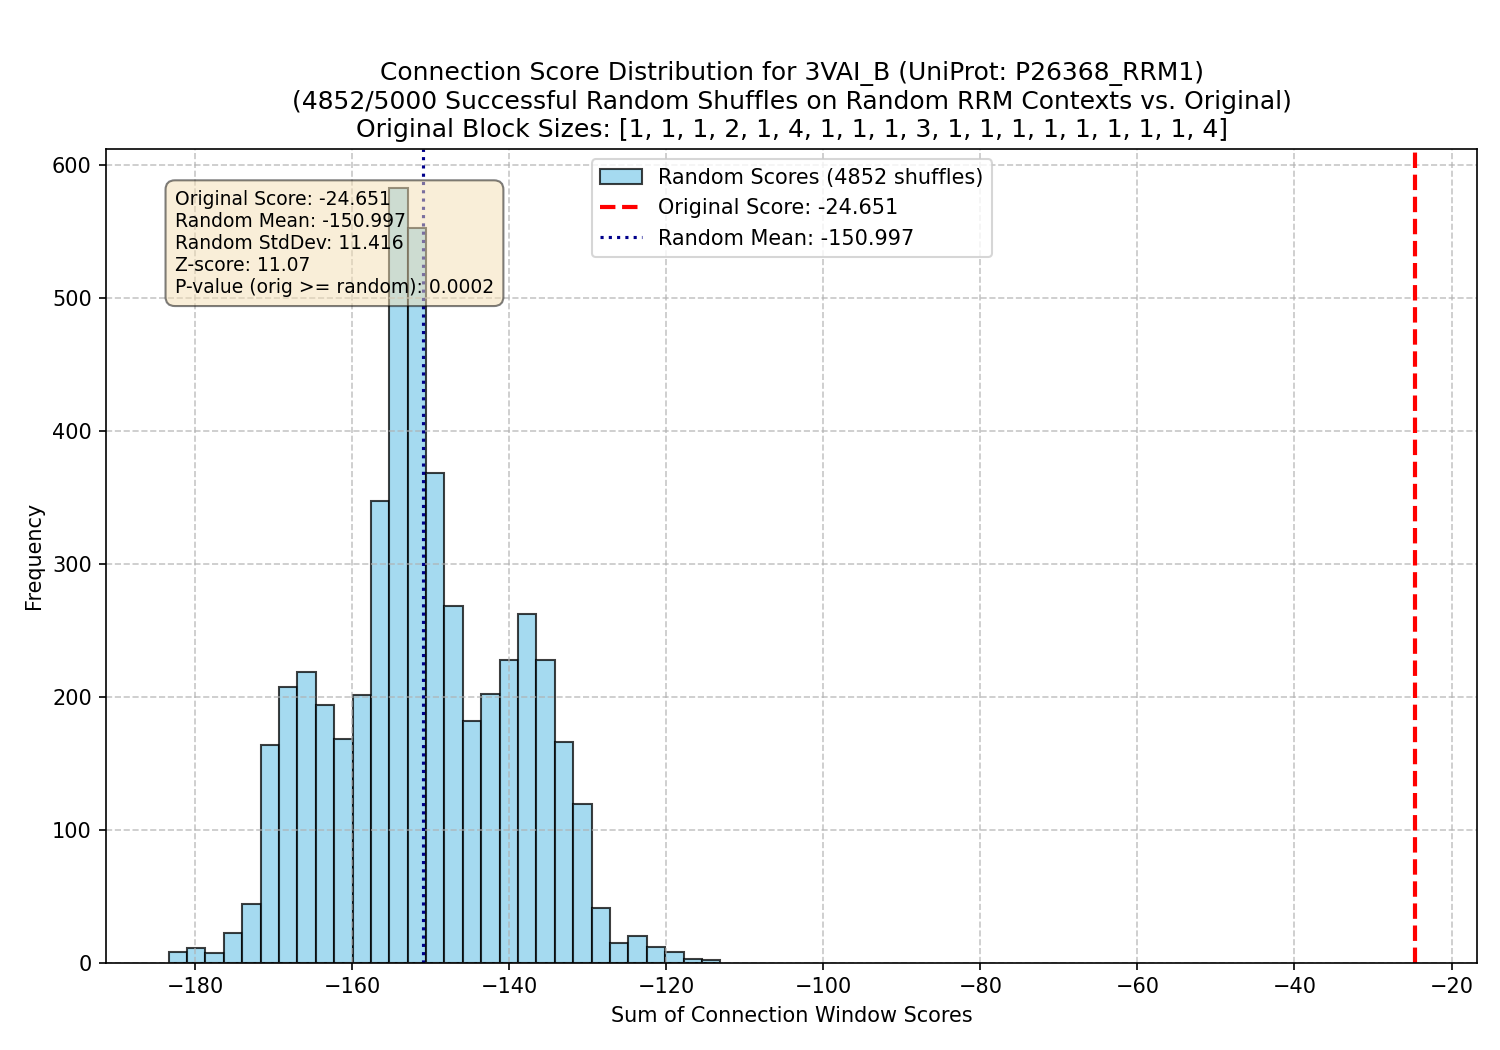 Connection Score Distribution for 3VAI_B (UniProt: P26368_RRM1)
(4852/5000 Successful Random Shuffles on Random RRM Contexts vs. Original)
Original Block Sizes: [1, 1, 1, 2, 1, 4, 1, 1, 1, 3, 1, 1, 1, 1, 1, 1, 1, 1, 4]
Original Score: -24.651
Random Mean: -150.997
Random StdDev: 11.416
Z-score: 11.07
P-value (orig >= random): 0.0002
Random Scores (4852 shuffles)
Original Score: -24.651
Random Mean: -150.997
Frequency
600
500
400
300
200
100
0
−180
−160
−140
−120
−100
−80
−60
−40
−20
Sum of Connection Window Scores